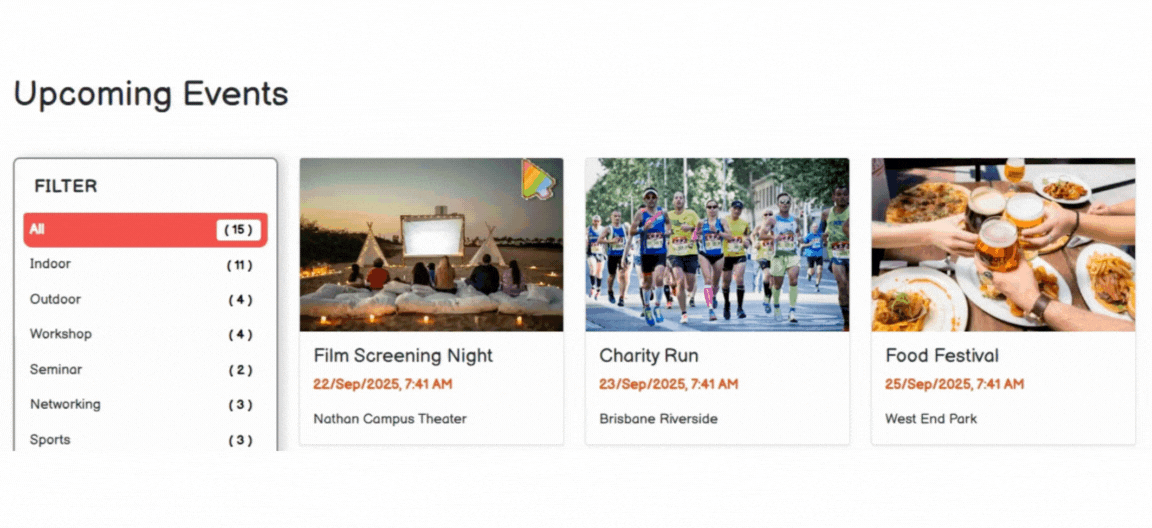 Upcoming Events
FILTER
All ( 15 )
Indoor ( 11 )
Outdoor ( 4 )
Workshop ( 4 )
Seminar ( 2 )
Networking ( 3 )
Sports ( 3 )
Film Screening Night
22/Sep/2025, 7:41 AM
Nathan Campus Theater
Charity Run
23/Sep/2025, 7:41 AM
Brisbane Riverside
Food Festival
25/Sep/2025, 7:41 AM
West End Park